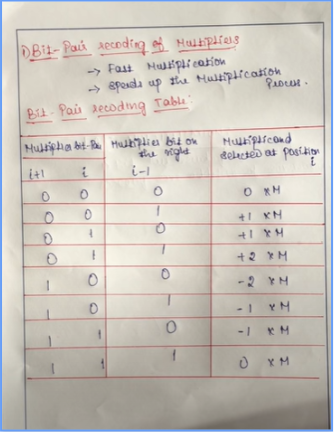 1) Bit-Pair recoding of Multipliers
→ Fast Multiplication
→ Speeds up the Multiplication Process.
Bit-Pair recoding Table:
Multiplier bit-Pair Multiplier bit on the right Multiplicand selected at Position i
i+1 i i-1
0 0 0 0 ×M
0 0 1 +1 ×M
0 1 0 +1 ×M
0 1 1 +2 ×M
1 0 0 -2 ×M
1 0 1 -1 ×M
1 1 0 -1 ×M
1 1 1 0 ×M